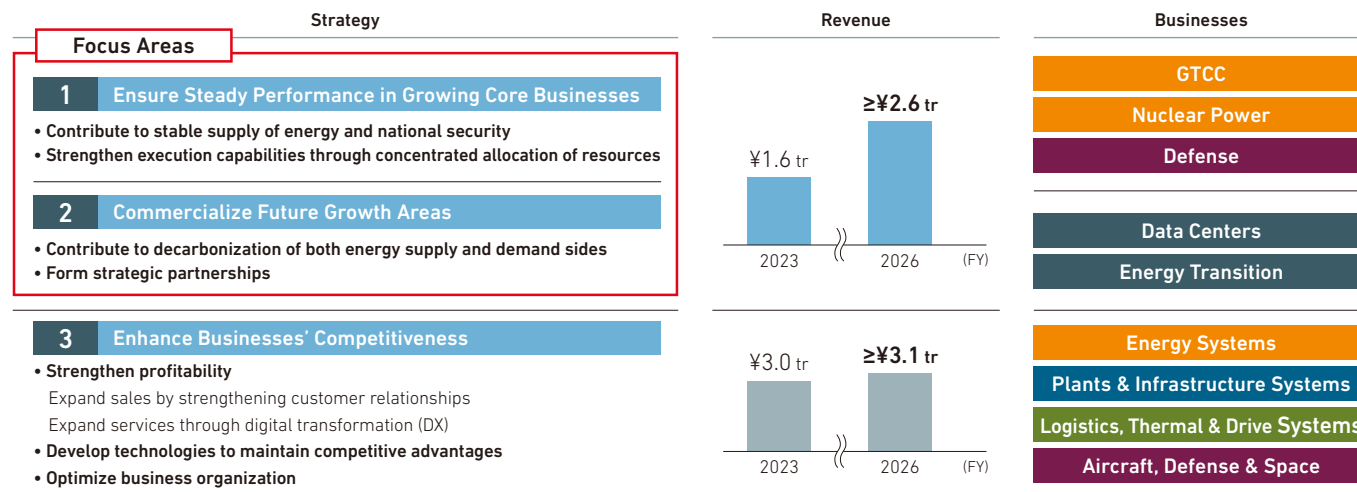 Strategy
Focus Areas
1 Ensure Steady Performance in Growing Core Businesses
• Contribute to stable supply of energy and national security
• Strengthen execution capabilities through concentrated allocation of resources
2 Commercialize Future Growth Areas
• Contribute to decarbonization of both energy supply and demand sides
• Form strategic partnerships
3 Enhance Businesses’ Competitiveness
• Strengthen profitability
Expand sales by strengthening customer relationships
Expand services through digital transformation (DX)
• Develop technologies to maintain competitive advantages
• Optimize business organization
Revenue
¥1.6 tr
≥¥2.6 tr
2023 2026 (FY)
¥3.0 tr
≥¥3.1 tr
2023 2026 (FY)
Businesses
GTCC
Nuclear Power
Defense
Data Centers
Energy Transition
Energy Systems
Plants & Infrastructure Systems
Logistics, Thermal & Drive Systems
Aircraft, Defense & Space